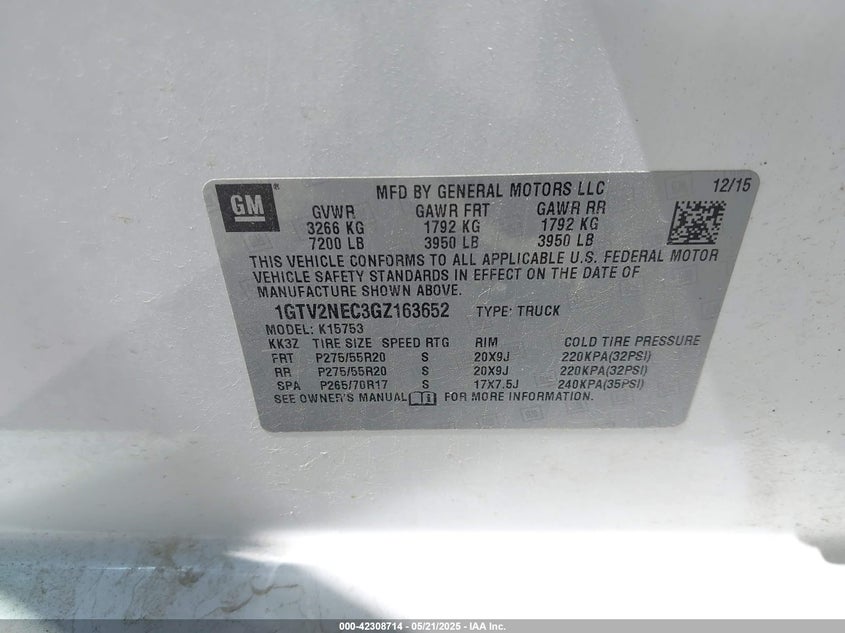 GM ® MFD BY GENERAL MOTORS LLC 12/15
GVWR GAWR FRT GAWR RR
3266 KG 1792 KG 1792 KG
7200 LB 3950 LB 3950 LB
THIS VEHICLE CONFORMS TO ALL APPLICABLE U.S. FEDERAL MOTOR
VEHICLE SAFETY STANDARDS IN EFFECT ON THE DATE OF
MANUFACTURE SHOWN ABOVE.
1GTV2NEC3GZ163652 TYPE: TRUCK
MODEL: K15753
KK3Z TIRE SIZE SPEED RTG RIM COLD TIRE PRESSURE
FRT P275/55R20 S 20X9J 220KPA(32PSI)
RR P275/55R20 S 20X9J 220KPA(32PSI)
SPA P265/70R17 S 17X7.5J 240KPA(35PSI)
SEE OWNER'S MANUAL FOR MORE INFORMATION.
000-42308714 - 05/21/2025 - IAA Inc.